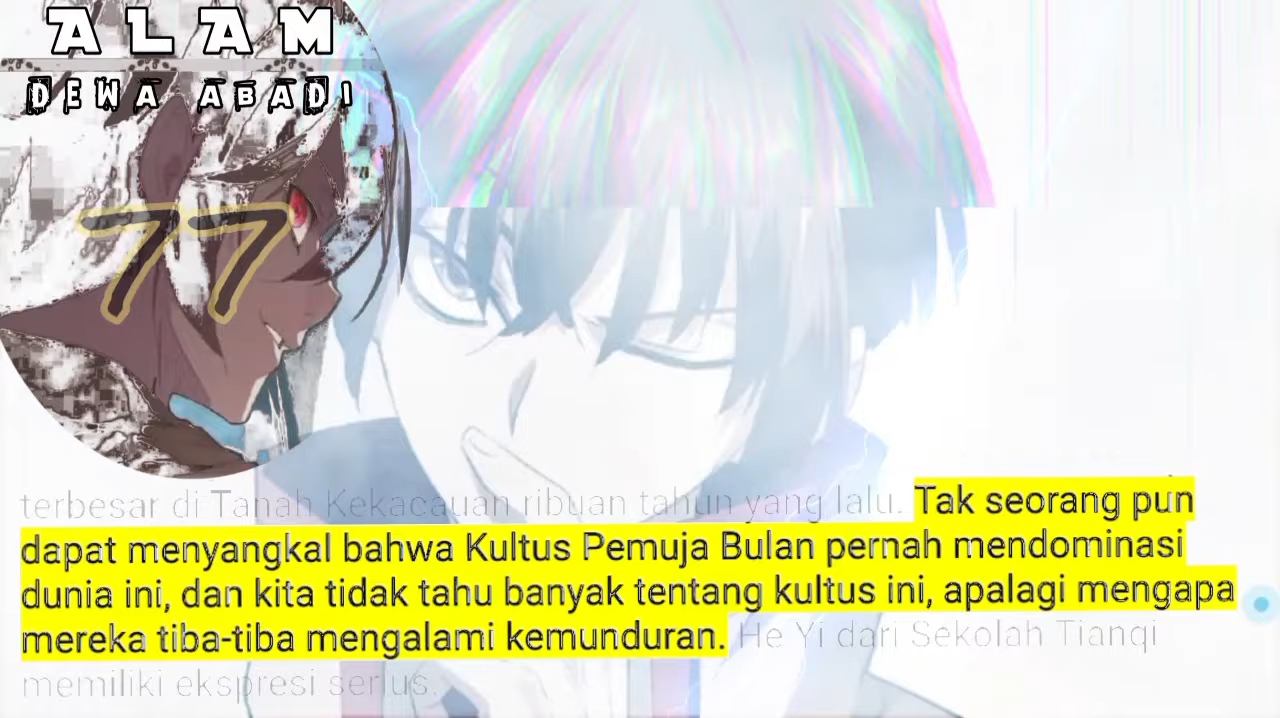 ALAM
DEWA ABADI
77
terbesar di Tanah Kekacauan ribuan tahun yang lalu. Tak seorang pun
dapat menyangkal bahwa Kultus Pemuja Bulan pernah mendominasi
dunia ini, dan kita tidak tahu banyak tentang kultus ini, apalagi mengapa
mereka tiba-tiba mengalami kemunduran. He Yi dari Sekolah Tianqi
memiliki ekspresi serius.